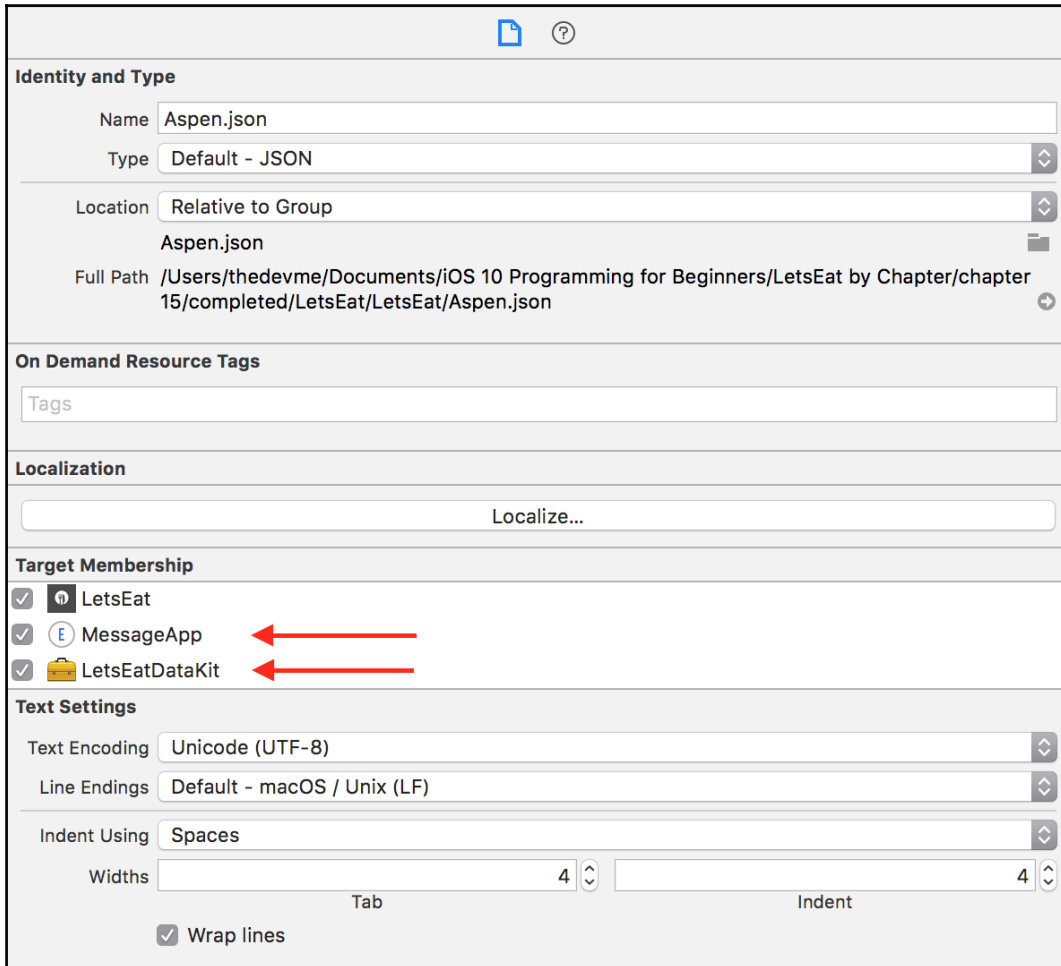 ?
Identity and Type
Name Aspen.json
Type Default - JSON
Location Relative to Group
Aspen.json
Full Path /Users/thedevme/Documents/iOS 10 Programming for Beginners/LetsEat by Chapter/chapter
15/completed/LetsEat/LetsEat/Aspen.json
On Demand Resource Tags
Tags
Localization
Localize...
Target Membership
LetsEat
E MessageApp
LetsEatDataKit
Text Settings
Text Encoding Unicode (UTF-8)
Line Endings Default - macOS / Unix (LF)
Indent Using Spaces
Widths 4 4
Tab Indent
Wrap lines